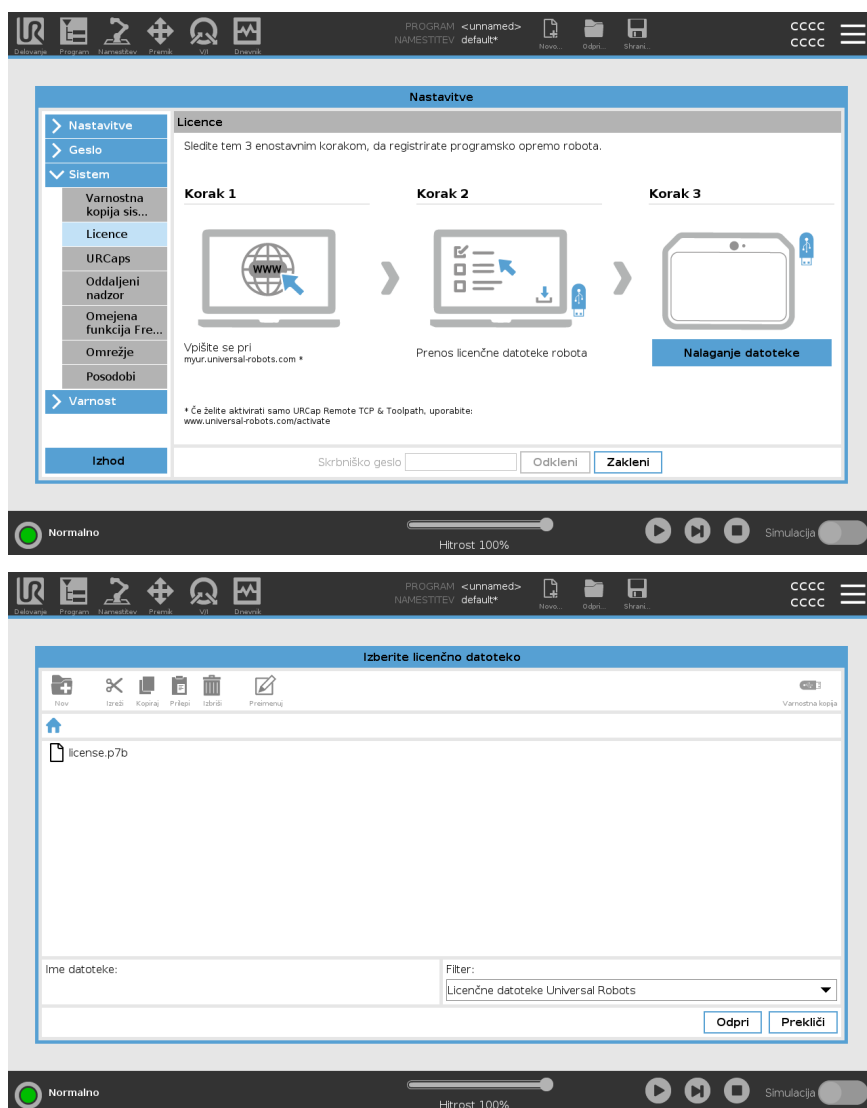 PROGRAM <unnamed>
NAMESTITEV default*
Delovanje Program Namestitev Premik V/I Dnevnik Novo... Odpri... Shrani...
CCCC
CCCC
Nastavitve
Nastavitve
Geslo
Sistem
Varnostna
kopija sis...
Licence
URCaps
Oddaljeni
nadzor
Omejena
funkcija Fre...
Omrežje
Posodobi
Varnost
Izhod
Licence
Sledite tem 3 enostavnim korakom, da registrirate programsko opremo robota.
Korak 1
WWW
Vpišite se pri
myur.universal-robots.com *
Korak 2
Prenos licenčne datoteke robota
Korak 3
Nalaganje datoteke
* Če želite aktivirati samo URCap Remote TCP & Toolpath, uporabite:
www.universal-robots.com/activate
Skrbniško geslo Odkleni Zakleni
Normalno
Hitrost 100%
Simulacija
PROGRAM <unnamed>
NAMESTITEV default*
Delovanje Program Namestitev Premik V/I Dnevnik Novo... Odpri... Shrani...
CCCC
CCCC
Izberite licenčno datoteko
Nov Izreži Kopiraj Prilepi Izbriši Preimenuj Varnostna kopija
license.p7b
Ime datoteke:
Filter:
Licenčne datoteke Universal Robots
Odpri Prekliči
Normalno
Hitrost 100%
Simulacija